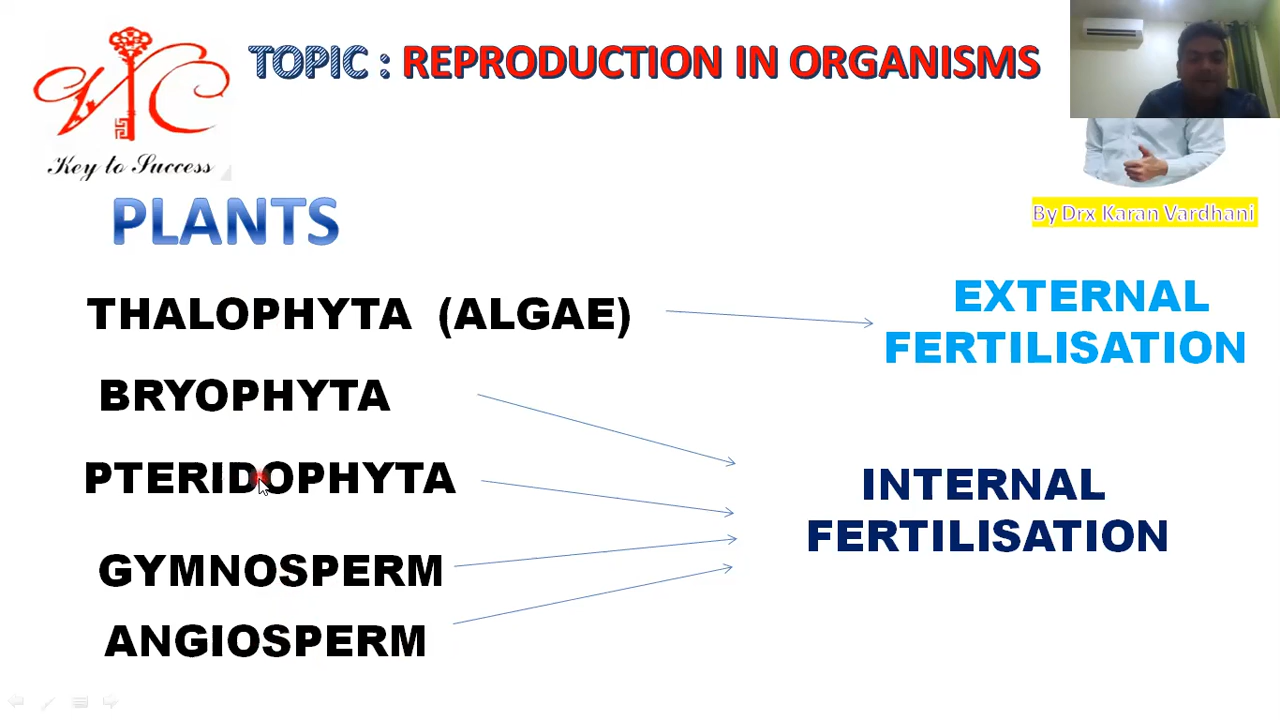 TOPIC : REPRODUCTION IN ORGANISMS
Key to Success
By Drx Karan Vardhani
PLANTS
THALOPHYTA (ALGAE)
EXTERNAL
FERTILISATION
BRYOPHYTA
PTERIDOPHYTA
GYMNOSPERM
ANGIOSPERM
INTERNAL
FERTILISATION